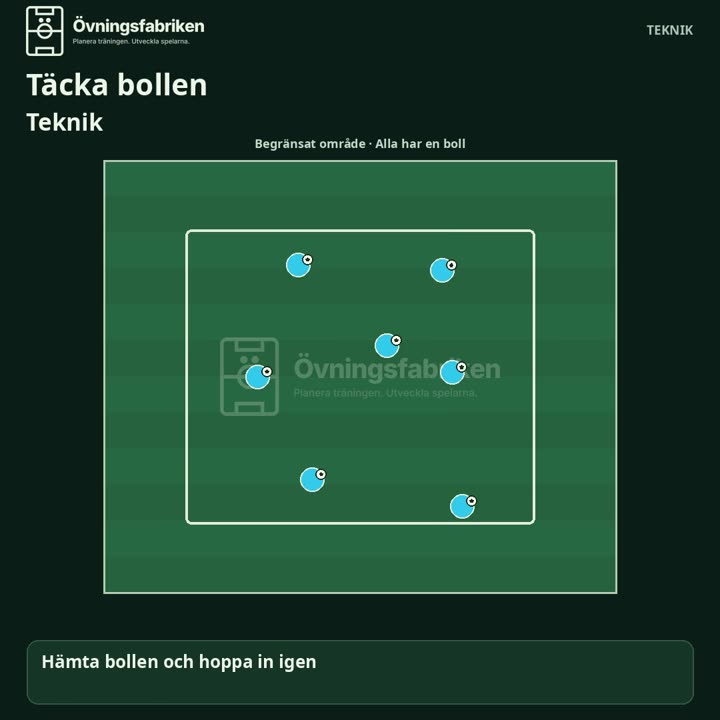 Övningsfabriken
Planera träningen. Utveckla spelarna.
TEKNIK
Täcka bollen
Teknik
Begränsat område · Alla har en boll
Övningsfabriken
Planera träningen. Utveckla spelarna.
Hämta bollen och hoppa in igen